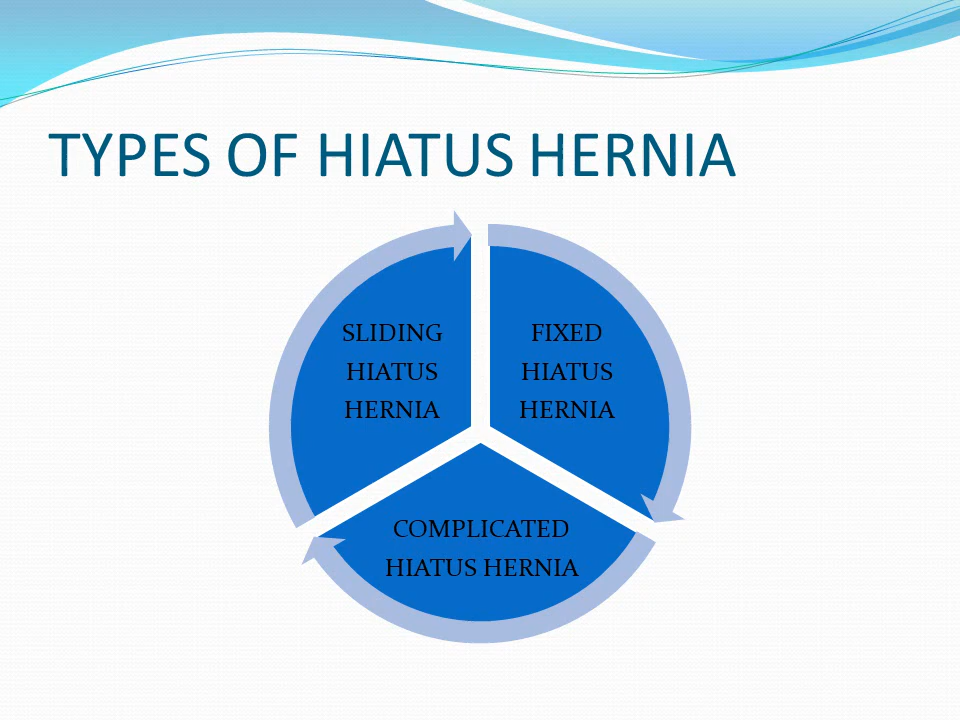 TYPES OF HIATUS HERNIA
SLIDING
HIATUS
HERNIA
FIXED
HIATUS
HERNIA
COMPLICATED
HIATUS HERNIA